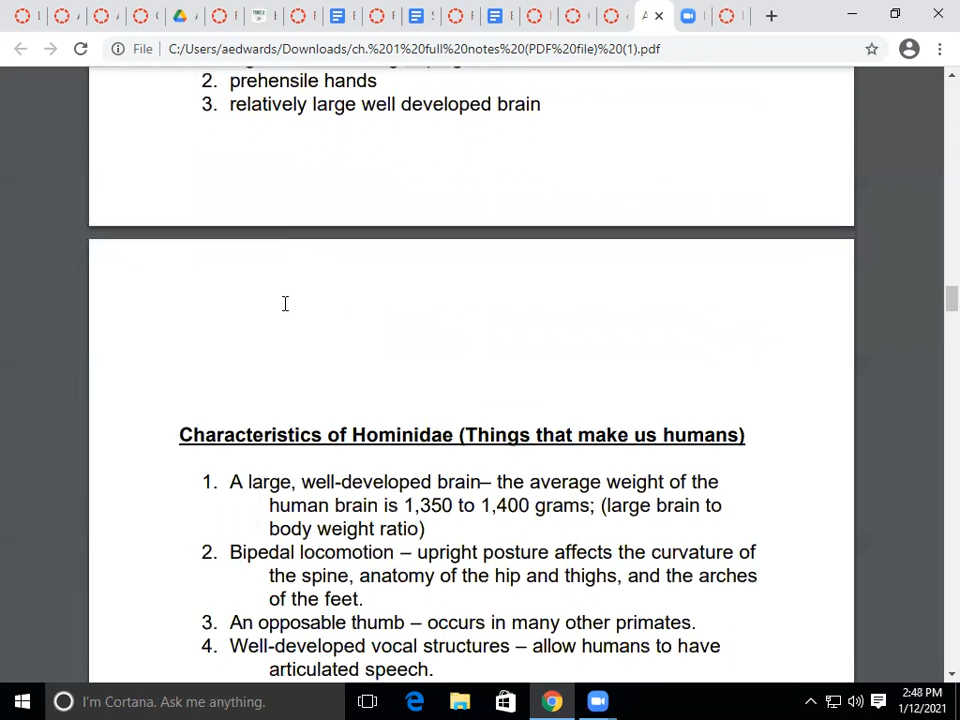 File
C:/Users/aedwards/Downloads/ch.%201%20full%20notes%20(PDF%20file)%20(1).pdf
2. prehensile hands
3. relatively large well developed brain
Characteristics of Hominidae (Things that make us humans)
1. A large, well-developed brain– the average weight of the
human brain is 1,350 to 1,400 grams; (large brain to
body weight ratio)
2. Bipedal locomotion – upright posture affects the curvature of
the spine, anatomy of the hip and thighs, and the arches
of the feet.
3. An opposable thumb – occurs in many other primates.
4. Well-developed vocal structures – allow humans to have
articulated speech.
I'm Cortana. Ask me anything.
2:48 PM
1/12/2021